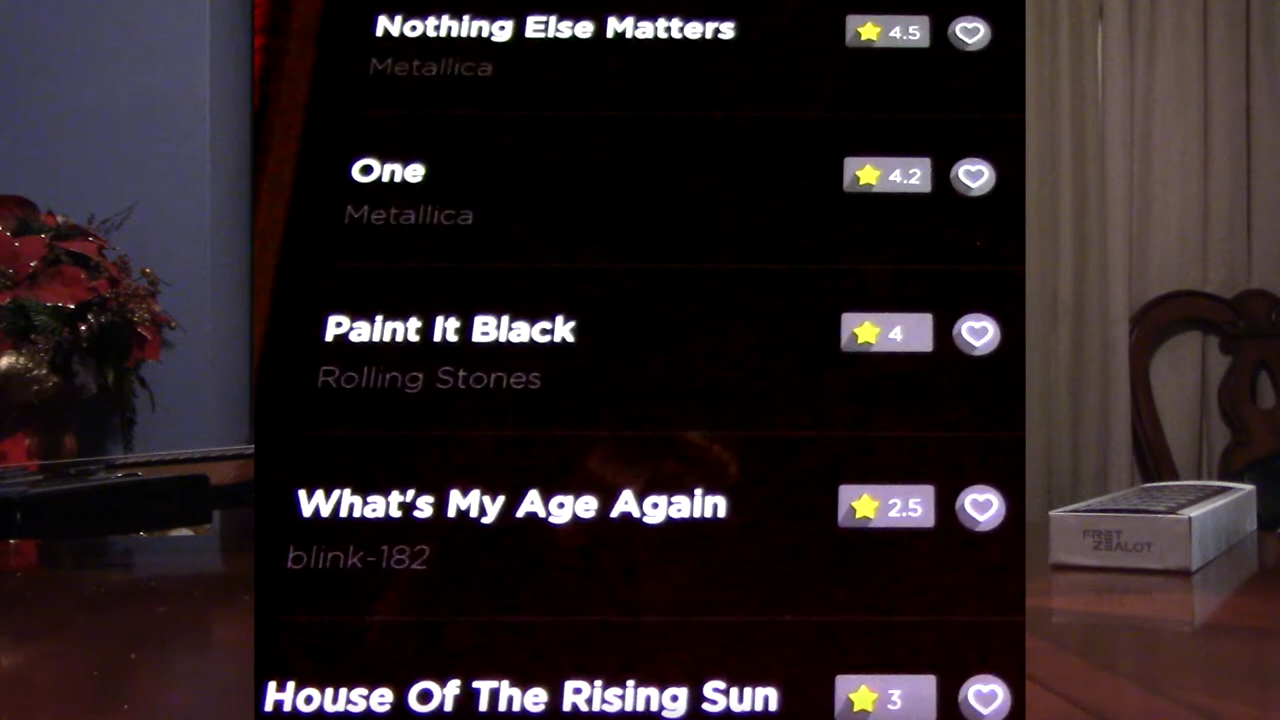 Nothing Else Matters
4.5
Metallica
One
4.2
Metallica
Paint It Black
4
Rolling Stones
What's My Age Again
2.5
blink-182
House Of The Rising Sun
3
FRET
ZEALOT